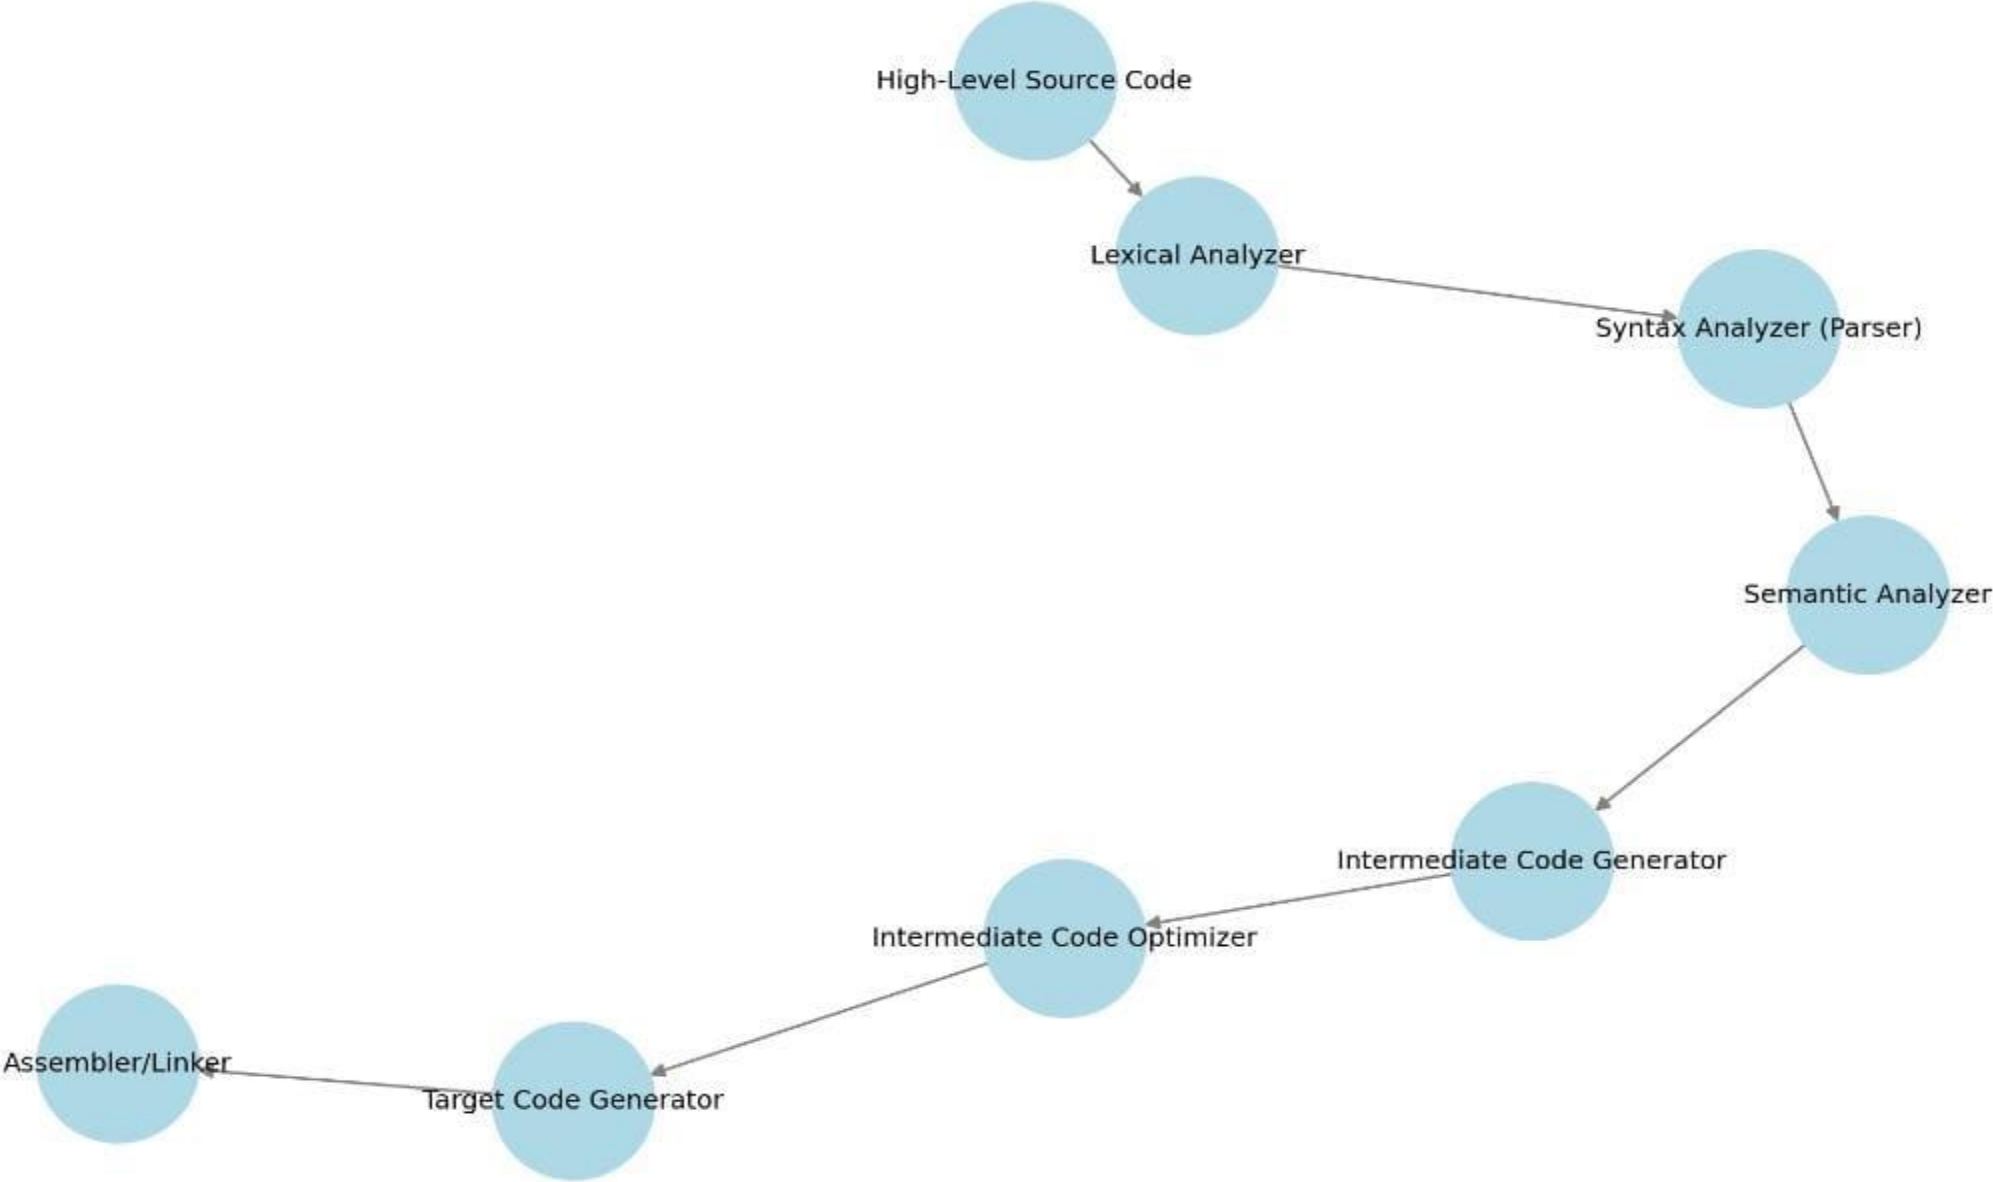 High-Level Source Code
Lexical Analyzer
Syntax Analyzer (Parser)
Semantic Analyzer
Intermediate Code Generator
Intermediate Code Optimizer
Target Code Generator
Assembler/Linker